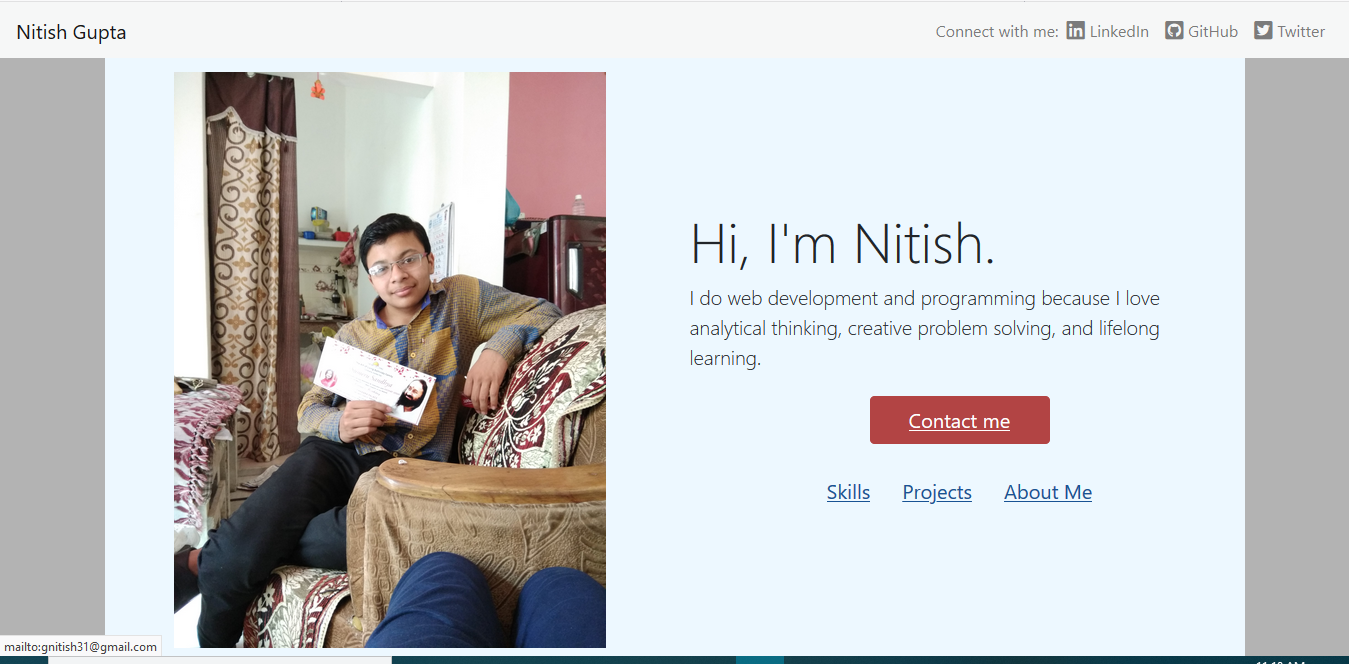 Nitish Gupta
Connect with me: LinkedIn GitHub Twitter
Hi, I'm Nitish.
I do web development and programming because I love
analytical thinking, creative problem solving, and lifelong
learning.
Contact me
Skills Projects About Me
mailto:gnitish31@gmail.com